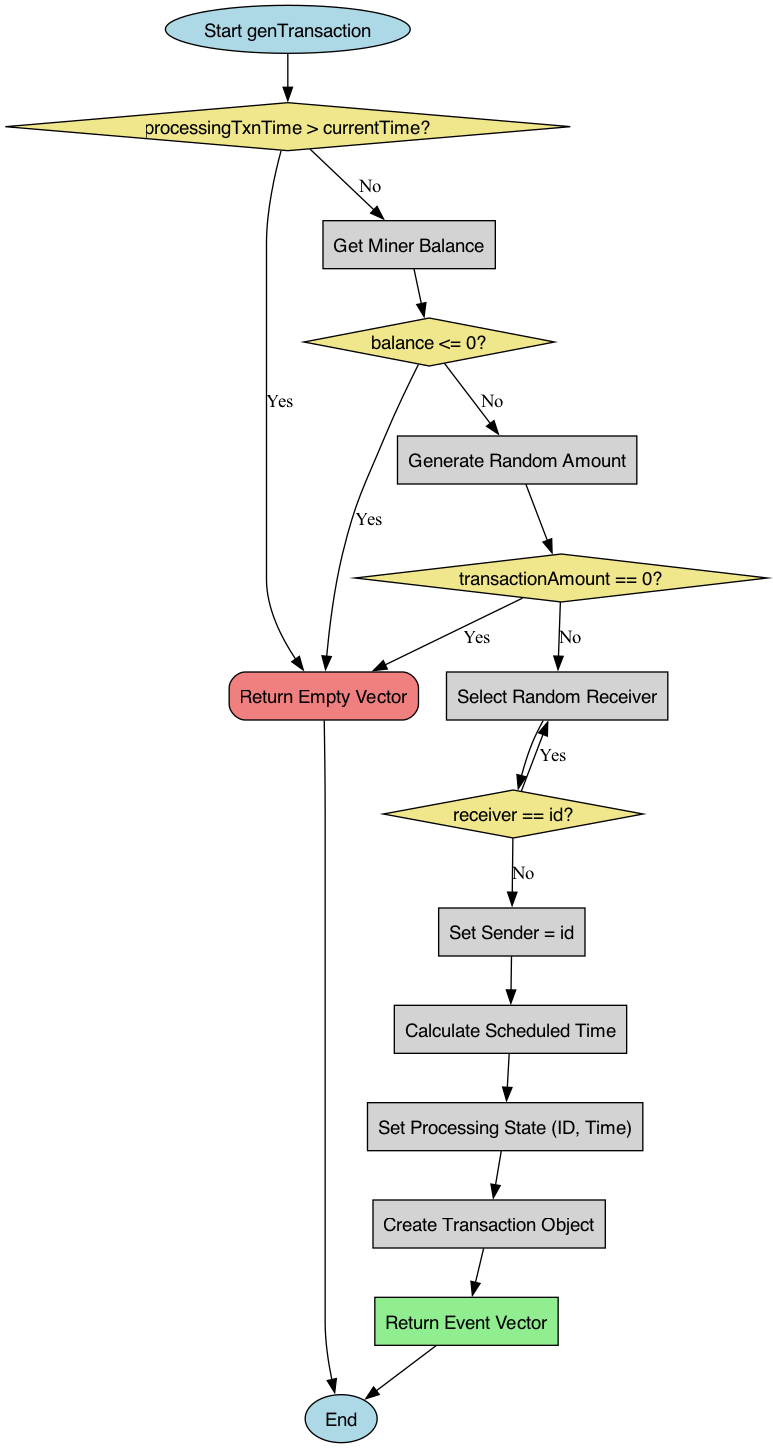 Start genTransaction
processingTxnTime > currentTime?
No
Get Miner Balance
balance <= 0?
Yes
No
Generate Random Amount
Yes
transactionAmount == 0?
Yes
No
Return Empty Vector
Select Random Receiver
Yes
receiver == id?
No
Set Sender = id
Calculate Scheduled Time
Set Processing State (ID, Time)
Create Transaction Object
Return Event Vector
End